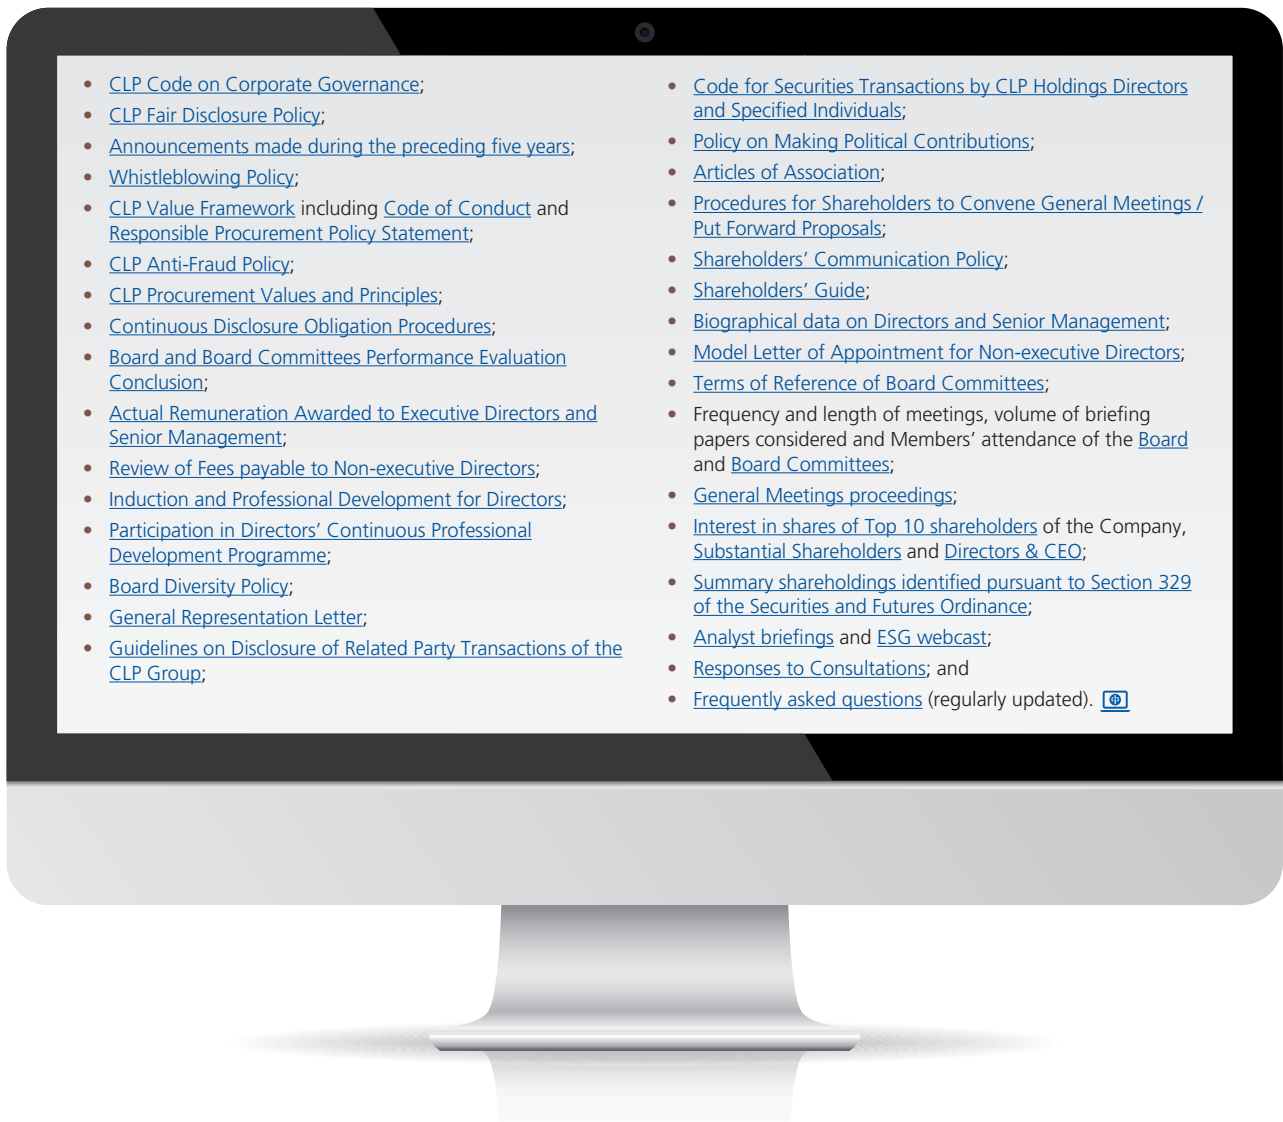 • CLP Code on Corporate Governance;
• CLP Fair Disclosure Policy;
• Announcements made during the preceding five years;
• Whistleblowing Policy;
• CLP Value Framework including Code of Conduct and
Responsible Procurement Policy Statement;
• CLP Anti-Fraud Policy;
• CLP Procurement Values and Principles;
• Continuous Disclosure Obligation Procedures;
• Board and Board Committees Performance Evaluation
Conclusion;
• Actual Remuneration Awarded to Executive Directors and
Senior Management;
• Review of Fees payable to Non-executive Directors;
• Induction and Professional Development for Directors;
• Participation in Directors’ Continuous Professional
Development Programme;
• Board Diversity Policy;
• General Representation Letter;
• Guidelines on Disclosure of Related Party Transactions of the
CLP Group;
• Code for Securities Transactions by CLP Holdings Directors
and Specified Individuals;
• Policy on Making Political Contributions;
• Articles of Association;
• Procedures for Shareholders to Convene General Meetings /
Put Forward Proposals;
• Shareholders’ Communication Policy;
• Shareholders’ Guide;
• Biographical data on Directors and Senior Management;
• Model Letter of Appointment for Non-executive Directors;
• Terms of Reference of Board Committees;
• Frequency and length of meetings, volume of briefing
papers considered and Members’ attendance of the Board
and Board Committees;
• General Meetings proceedings;
• Interest in shares of Top 10 shareholders of the Company,
Substantial Shareholders and Directors & CEO;
• Summary shareholdings identified pursuant to Section 329
of the Securities and Futures Ordinance;
• Analyst briefings and ESG webcast;
• Responses to Consultations; and
• Frequently asked questions (regularly updated).